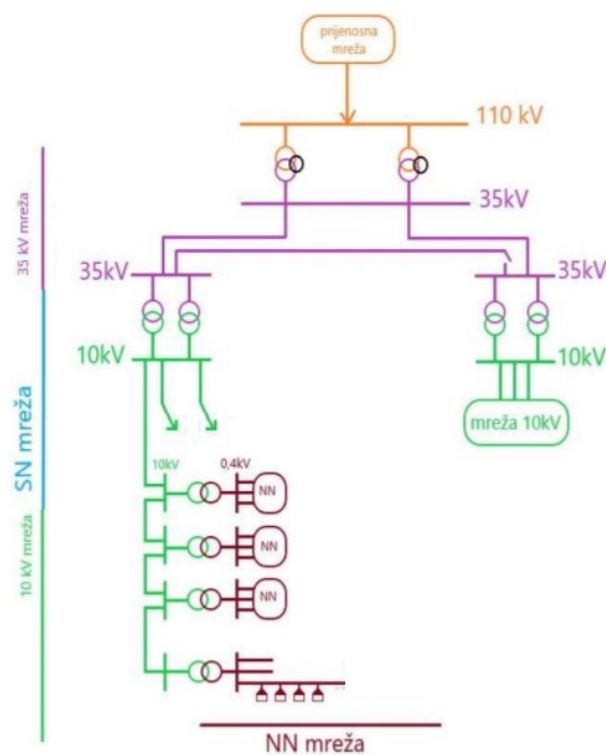 prijenosna
mreža
110 kV
35kV
35kV
35kV
10kV
10kV
mreža 10kV
10kV
0,4kV
NN
NN
NN
NN mreža
35 kV mreža
SN mreža
10 kV mreža